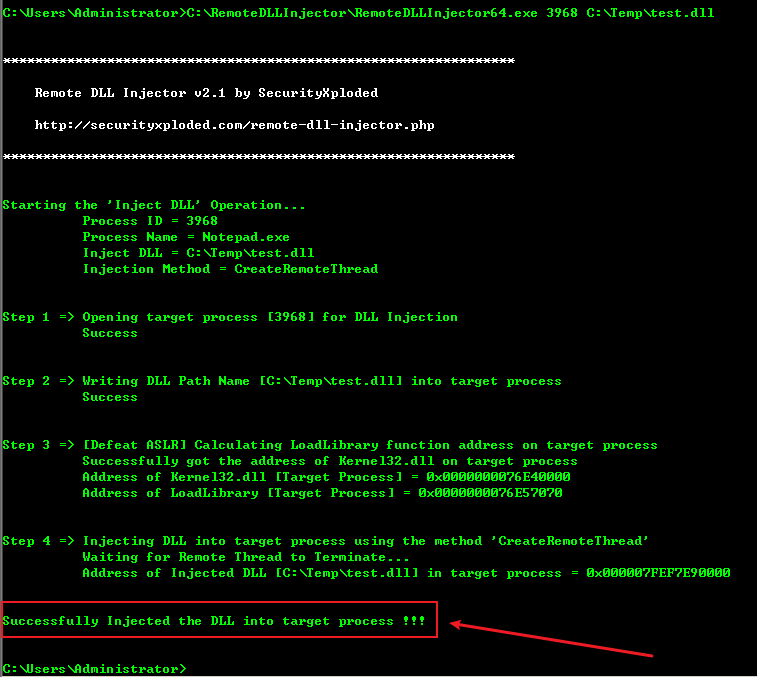 C:\Users\Administrator>C:\RemoteDLLInjector\RemoteDLLInjector64.exe 3968 C:\Temp\test.dll
****************************************************************
Remote DLL Injector v2.1 by SecurityXploded
http://securityxploded.com/remote-dll-injector.php
****************************************************************
Starting the 'Inject DLL' Operation...
Process ID = 3968
Process Name = Notepad.exe
Inject DLL = C:\Temp\test.dll
Injection Method = CreateRemoteThread
Step 1 => Opening target process [3968] for DLL Injection
Success
Step 2 => Writing DLL Path Name [C:\Temp\test.dll] into target process
Success
Step 3 => [Defeat ASLR] Calculating LoadLibrary function address on target process
Successfully got the address of Kernel32.dll on target process
Address of Kernel32.dll [Target Process] = 0x0000000076E40000
Address of LoadLibrary [Target Process] = 0x0000000076E57070
Step 4 => Injecting DLL into target process using the method 'CreateRemoteThread'
Waiting for Remote Thread to Terminate...
Address of Injected DLL [C:\Temp\test.dll] in target process = 0x000007FEF7E90000
Successfully Injected the DLL into target process !!!
C:\Users\Administrator>